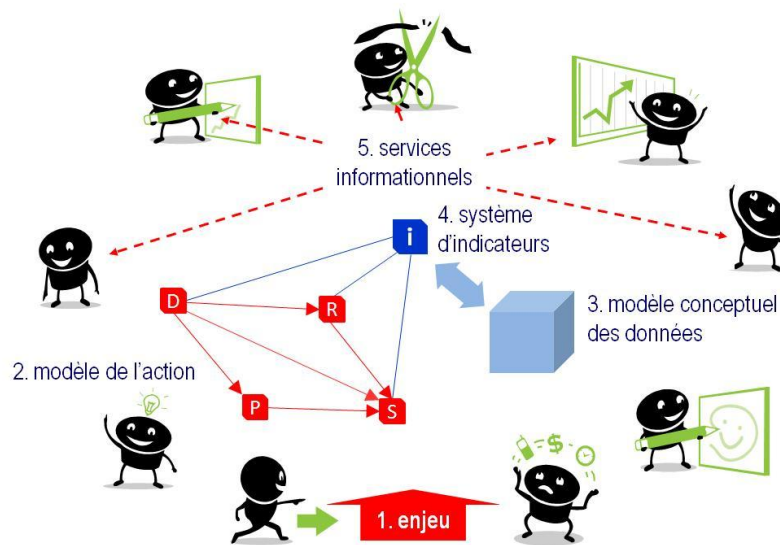 5. services
informationnels
4. système
d'indicateurs
i
D
R
3. modèle conceptuel
des données
2. modèle de l'action
P
S
$
1. enjeu